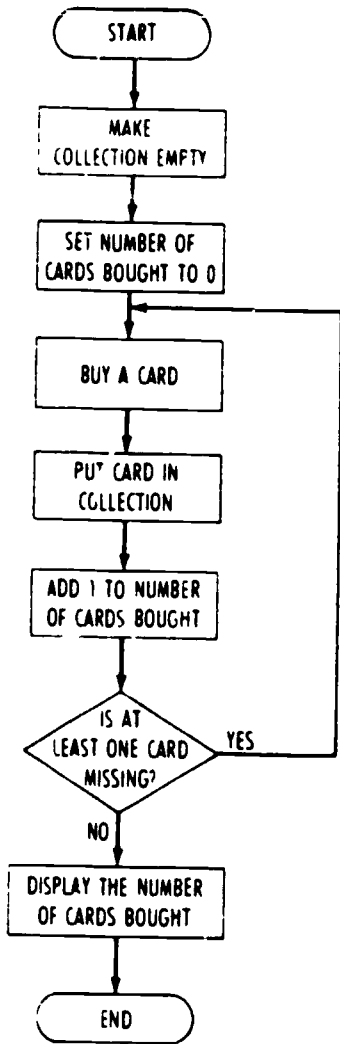 START
MAKE
COLLECTION EMPTY
SET NUMBER OF
CARDS BOUGHT TO 0
BUY A CARD
PUT CARD IN
COLLECTION
ADD 1 TO NUMBER
OF CARDS BOUGHT
IS AT
LEAST ONE CARD
MISSING?
YES
NO
DISPLAY THE NUMBER
OF CARDS BOUGHT
END